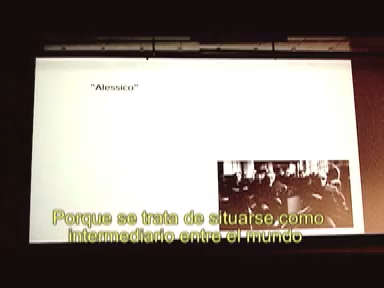 "Alessico"
Porque se trata de situarse como
intermediario entre el mundo